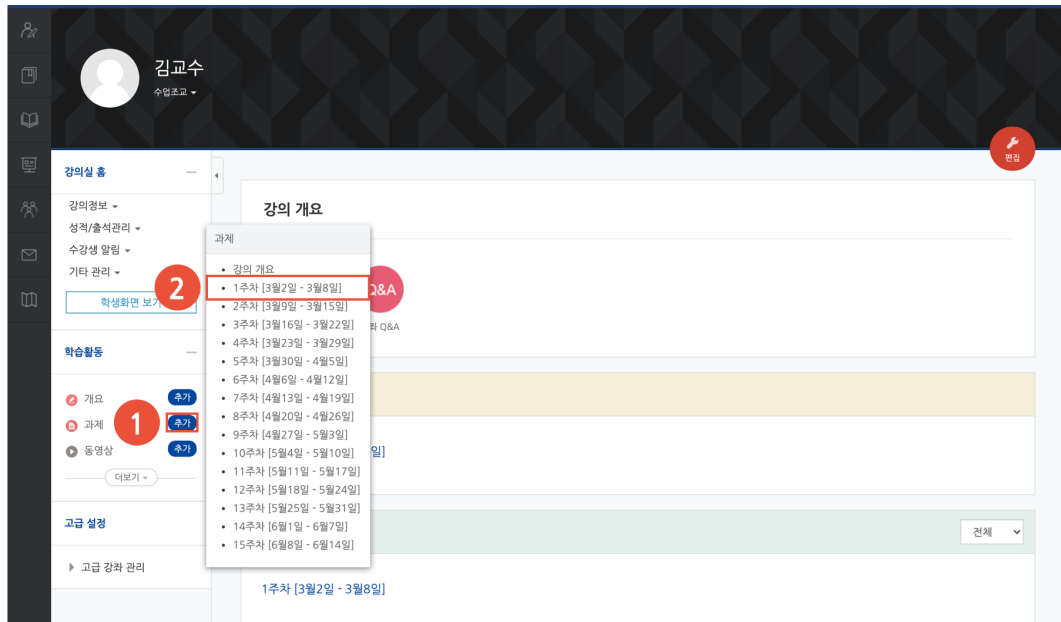 김교수
수업조교
편집
강의실 홈
강의정보
성적/출석관리
수강생 알림
기타 관리
학생화면 보기
학습활동
개요 추가
1
과제 추가
동영상 추가
더보기
고급 설정
고급 강좌 관리
2
과제
강의 개요
1주차 [3월2일 - 3월8일]
2주차 [3월9일 - 3월15일]
3주차 [3월16일 - 3월22일]
4주차 [3월23일 - 3월29일]
5주차 [3월30일 - 4월5일]
6주차 [4월6일 - 4월12일]
7주차 [4월13일 - 4월19일]
8주차 [4월20일 - 4월26일]
9주차 [4월27일 - 5월3일]
10주차 [5월4일 - 5월10일]
11주차 [5월11일 - 5월17일]
12주차 [5월18일 - 5월24일]
13주차 [5월25일 - 5월31일]
14주차 [6월1일 - 6월7일]
15주차 [6월8일 - 6월14일]
강의 개요
Q&A
좌 Q&A
일]
전체
1주차 [3월2일 - 3월8일]